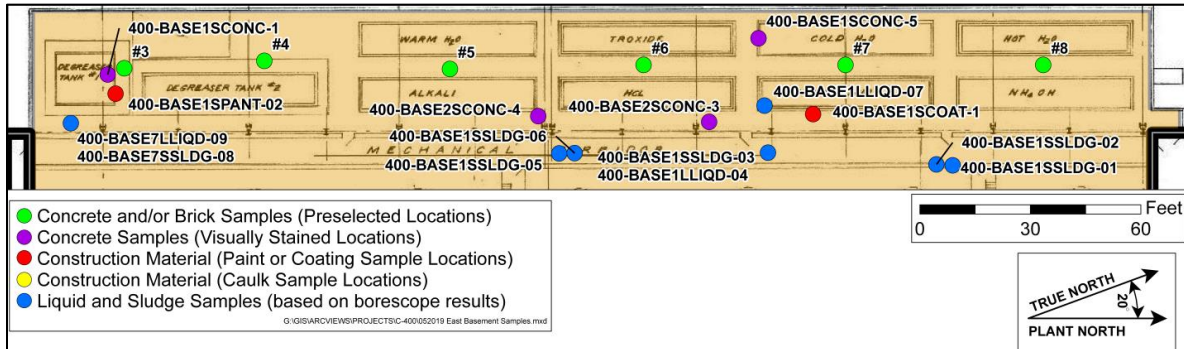 400-BASE1SCONC-1
400-BASE1SCONC-5
#3
#4
WARM H₂O
#5
TROXIDE
#6
COLD H₂O
#7
HOT H₂O
#8
DEGREASER
TANK #1
DEGREASER TANK #2
ALKALI
HCL
NH₄OH
400-BASE1SPANT-02
400-BASE2SCONC-4
400-BASE2SCONC-3
400-BASE1LLIQD-07
400-BASE1SCOAT-1
400-BASE7LLIQD-09
400-BASE7SSLDG-08
400-BASE1SSLDG-06
400-BASE1SSLDG-05
MECHANICAL
400-BASE1SSLDG-03
400-BASE1LLIQD-04
400-BASE1SSLDG-02
400-BASE1SSLDG-01
Concrete and/or Brick Samples (Preselected Locations)
Concrete Samples (Visually Stained Locations)
Construction Material (Paint or Coating Sample Locations)
Construction Material (Caulk Sample Locations)
Liquid and Sludge Samples (based on borescope results)
G:\GIS\ARCVIEWS\PROJECTS\C-400\052019 East Basement Samples.mxd
Feet
0 30 60
TRUE NORTH
20°
PLANT NORTH